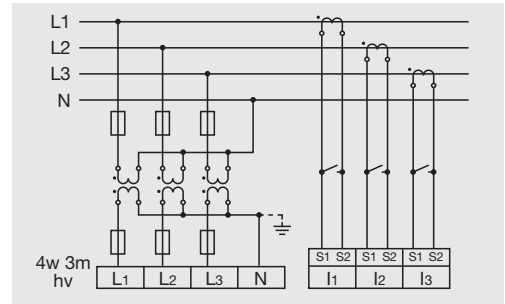 L1
L2
L3
N
S1 S2 S1 S2 S1 S2
4w 3m
hv
L1 L2 L3 N
I1 I2 I3